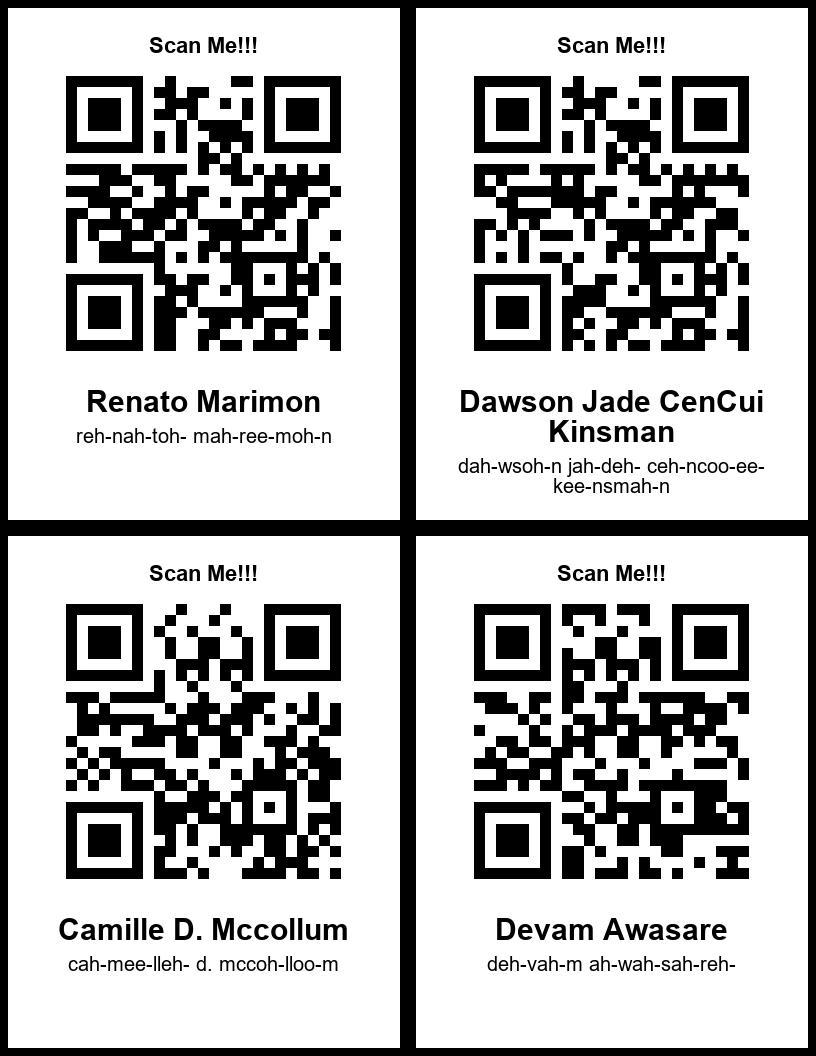 Scan Me!!!
Renato Marimon
reh-nah-toh- mah-ree-moh-n
Scan Me!!!
Dawson Jade CenCui
Kinsman
dah-wsoh-n jah-deh- ceh-ncoo-ee-
kee-nsmah-n
Scan Me!!!
Camille D. Mccollum
cah-mee-lleh- d. mccoh-lloo-m
Scan Me!!!
Devam Awasare
deh-vah-m ah-wah-sah-reh-